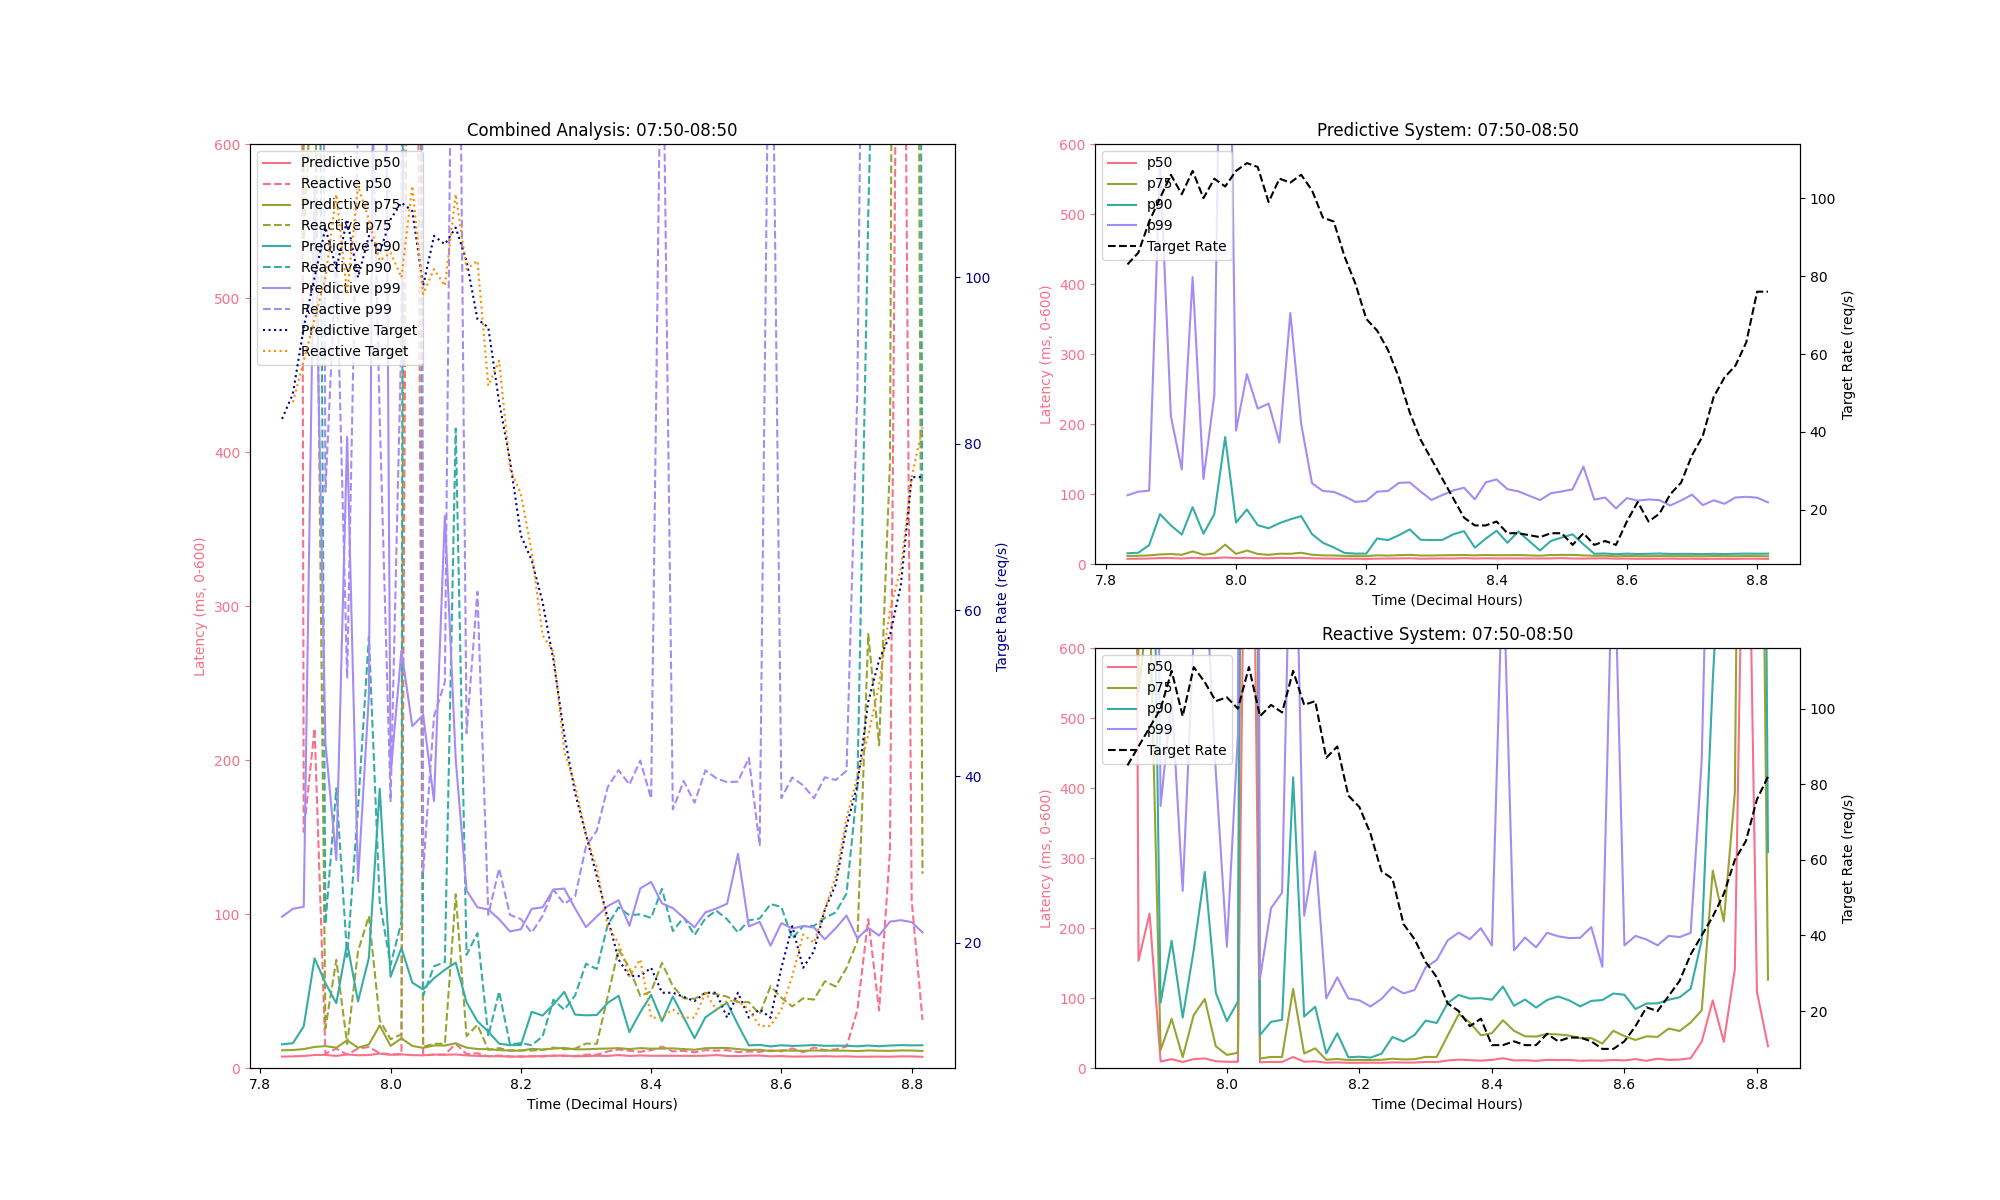 Combined Analysis: 07:50-08:50
600
500
400
300
200
100
0
Latency (ms, 0-600)
Predictive p50
Reactive p50
Predictive p75
Reactive p75
Predictive p90
Reactive p90
Predictive p99
Reactive p99
Predictive Target
Reactive Target
100
80
60
40
20
Target Rate (req/s)
7.8 8.0 8.2 8.4 8.6 8.8
Time (Decimal Hours)
Predictive System: 07:50-08:50
600
500
400
300
200
100
0
Latency (ms, 0-600)
p50
p75
p90
p99
Target Rate
100
80
60
40
20
Target Rate (req/s)
7.8 8.0 8.2 8.4 8.6 8.8
Time (Decimal Hours)
Reactive System: 07:50-08:50
600
500
400
300
200
100
0
Latency (ms, 0-600)
p50
p75
p90
p99
Target Rate
100
80
60
40
20
Target Rate (req/s)
8.0 8.2 8.4 8.6 8.8
Time (Decimal Hours)